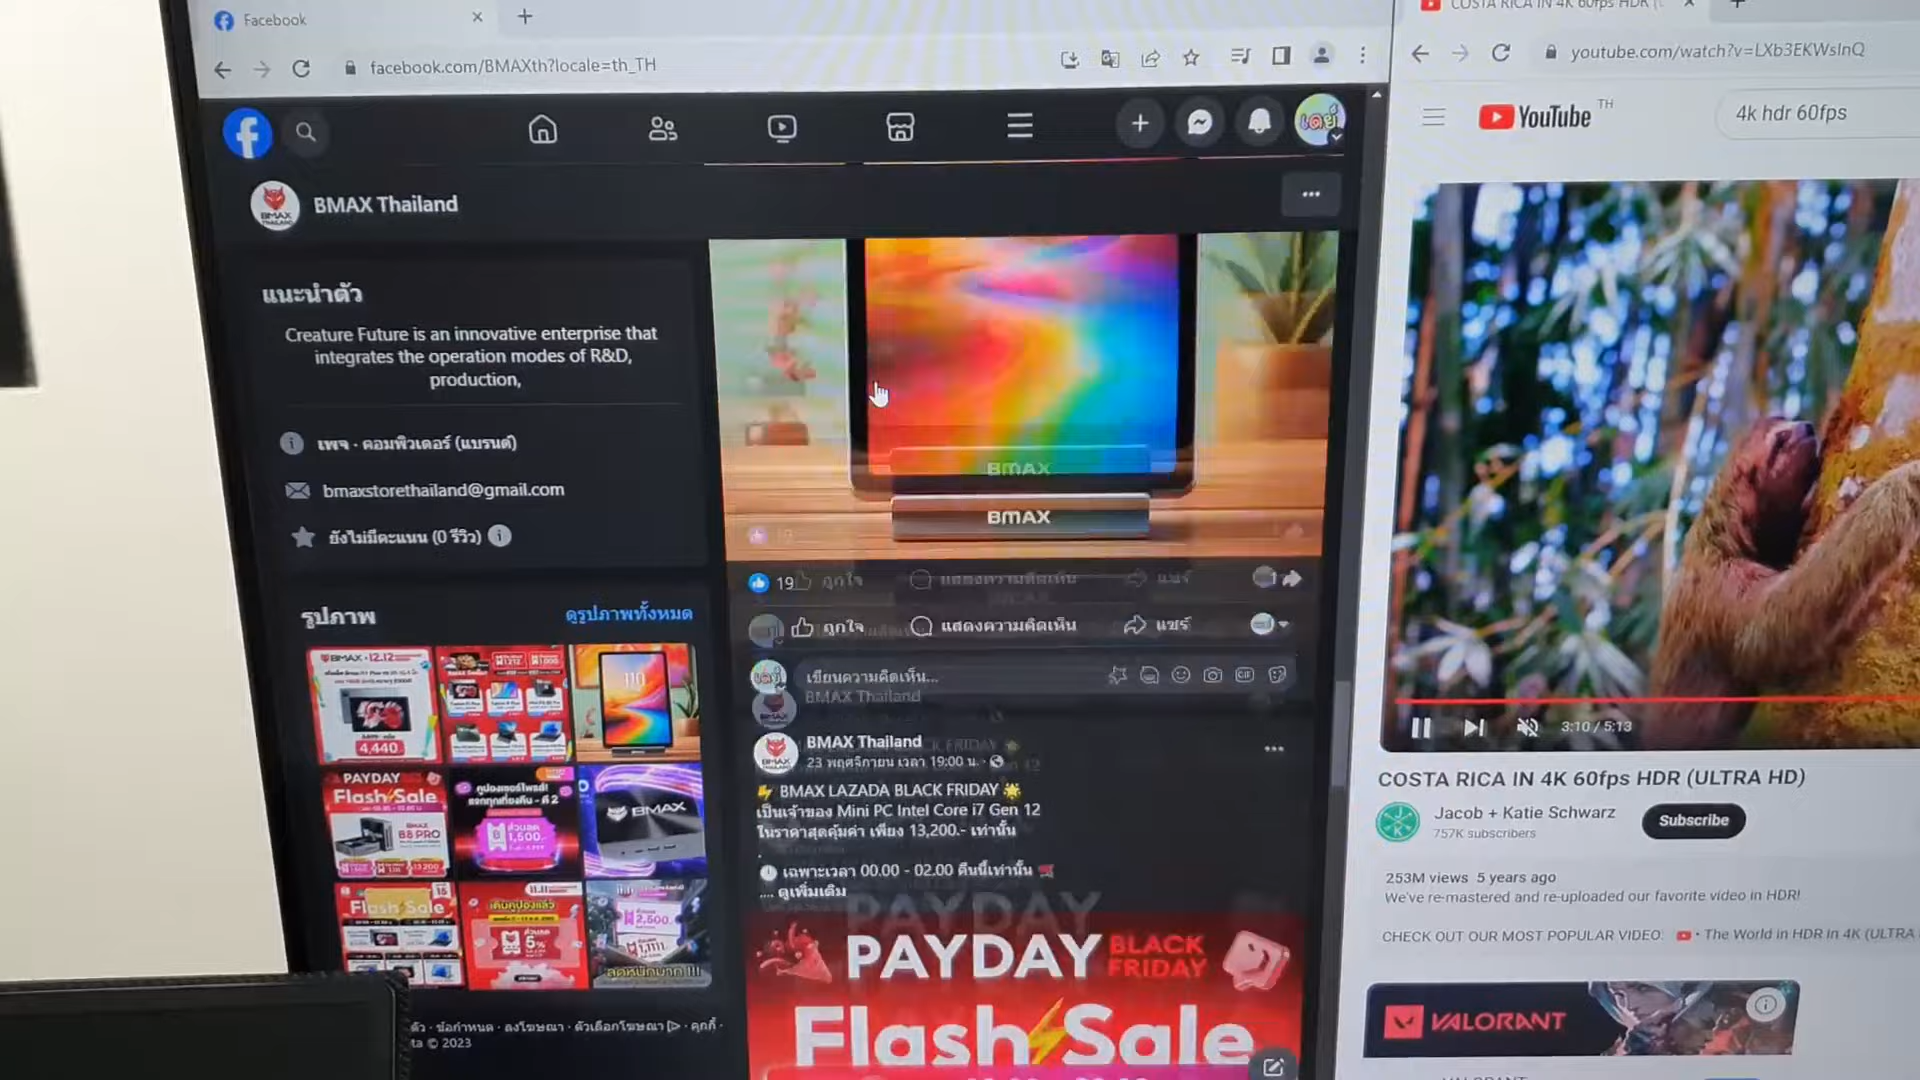 Facebook
facebook.com/BMAXth?locale=th_TH
BMAX Thailand
แนะนำตัว
Creature Future is an innovative enterprise that
integrates the operation modes of R&D,
production,
เพจ · คอมพิวเตอร์ (แบรนด์)
bmaxstorethailand@gmail.com
ยังไม่มีคะแนน (0 รีวิว)
รูปภาพ
ดูรูปภาพทั้งหมด
BMAX · 12.12
4,440
PAYDAY
Flash Sale
BMAX
B8 PRO
1,500
BMAX
Flash Sale
11.11
5%
2,500
1,111
ข้อกำหนด · ลงโฆษณา · ตัวเลือกโฆษณา · คุกกี้ ·
© 2023
BMAX
BMAX
19
ถูกใจ
แสดงความคิดเห็น
แชร์
1
ถูกใจ
แสดงความคิดเห็น
แชร์
เขียนความคิดเห็น...
BMAX Thailand
BMAX Thailand
23 พฤศจิกายน เวลา 19:00 น. ·
BMAX LAZADA BLACK FRIDAY
เป็นเจ้าของ Mini PC Intel Core i7 Gen 12
ในราคาสุดคุ้มค่า เพียง 13,200.- เท่านั้น
.
เฉพาะเวลา 00.00 - 02.00 คืนนี้เท่านั้น
.... ดูเพิ่มเติม
PAYDAY
PAYDAY BLACK FRIDAY
Flash Sale
COSTA RICA IN 4K 60fps HDR (
youtube.com/watch?v=LXb3EKWsInQ
YouTube TH
4k hdr 60fps
3:10 / 5:13
COSTA RICA IN 4K 60fps HDR (ULTRA HD)
Jacob + Katie Schwarz
757K subscribers
Subscribe
253M views 5 years ago
We've re-mastered and re-uploaded our favorite video in HDR!
CHECK OUT OUR MOST POPULAR VIDEO: · The World in HDR in 4K (ULTRA
VALORANT
VALORANT